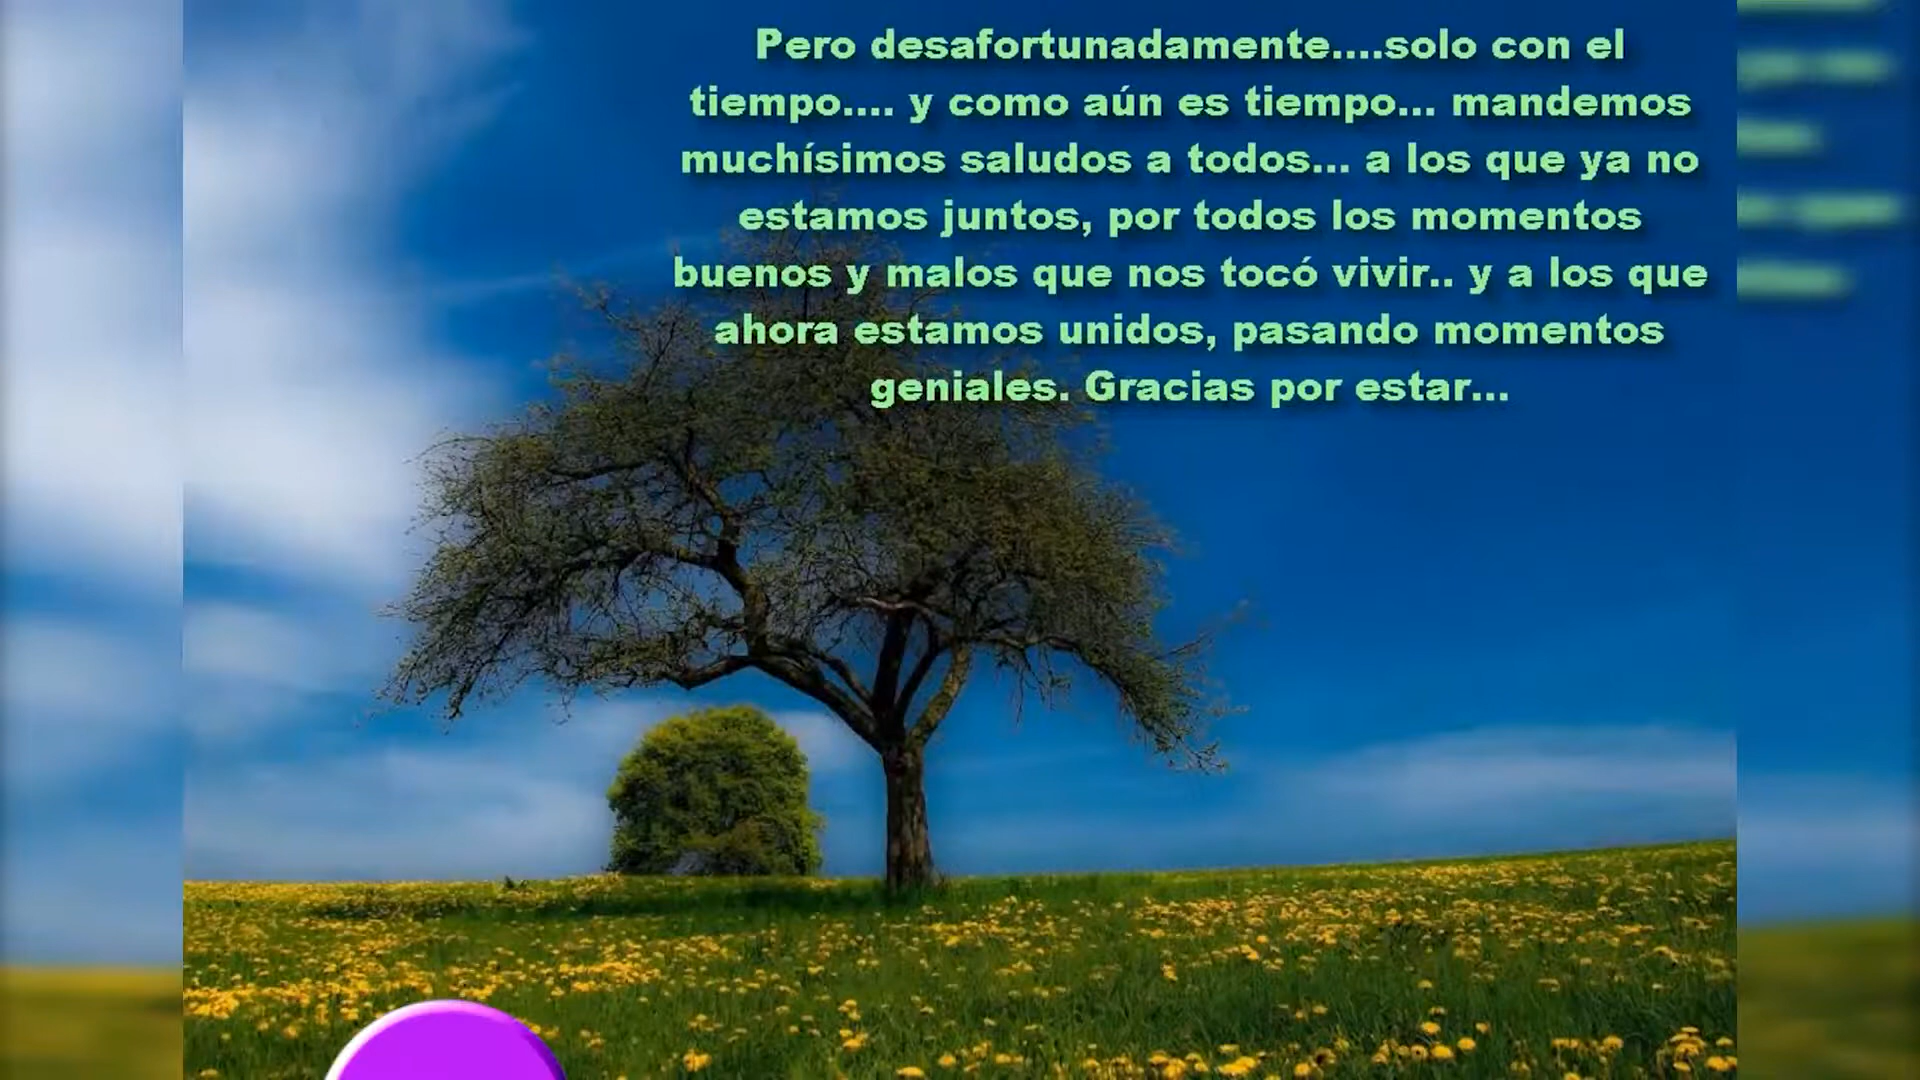 Pero desafortunadamente....solo con el
tiempo.... y como aún es tiempo... mandemos
muchísimos saludos a todos... a los que ya no
estamos juntos, por todos los momentos
buenos y malos que nos tocó vivir.. y a los que
ahora estamos unidos, pasando momentos
geniales. Gracias por estar...